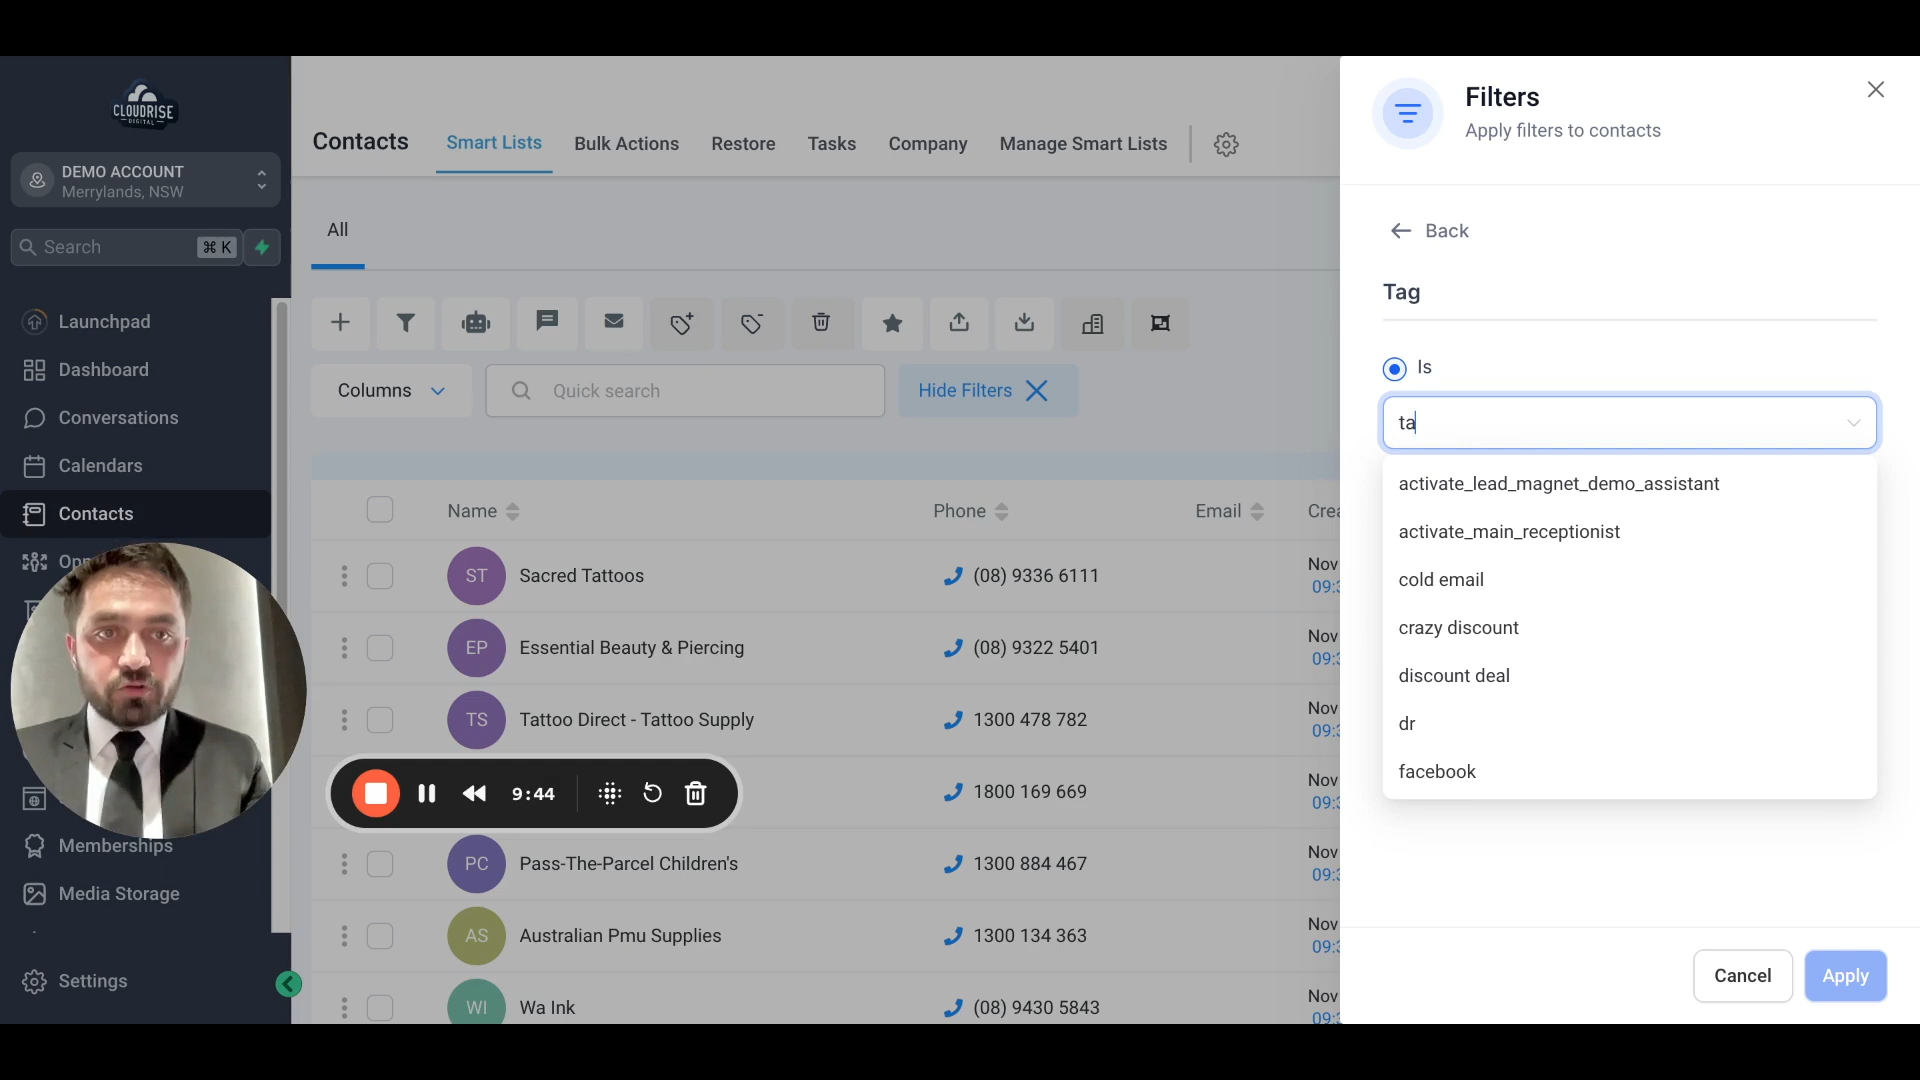 CLOUDRISE
DIGITAL
DEMO ACCOUNT
Merrylands, NSW
Search
⌘ K
Launchpad
Dashboard
Conversations
Calendars
Contacts
Memberships
Media Storage
Settings
Contacts
Smart Lists
Bulk Actions
Restore
Tasks
Company
Manage Smart Lists
All
Columns
Quick search
Hide Filters
Name
Phone
Email
Crea
ST
Sacred Tattoos
(08) 9336 6111
Nov
09:3
EP
Essential Beauty & Piercing
(08) 9322 5401
Nov
09:3
TS
Tattoo Direct - Tattoo Supply
1300 478 782
Nov
09:3
9:44
1800 169 669
Nov
09:3
PC
Pass-The-Parcel Children's
1300 884 467
Nov
09:3
AS
Australian Pmu Supplies
1300 134 363
Nov
09:3
WI
Wa Ink
(08) 9430 5843
Nov
09:3
Filters
Apply filters to contacts
Back
Tag
Is
ta
activate_lead_magnet_demo_assistant
activate_main_receptionist
cold email
crazy discount
discount deal
dr
facebook
Cancel
Apply